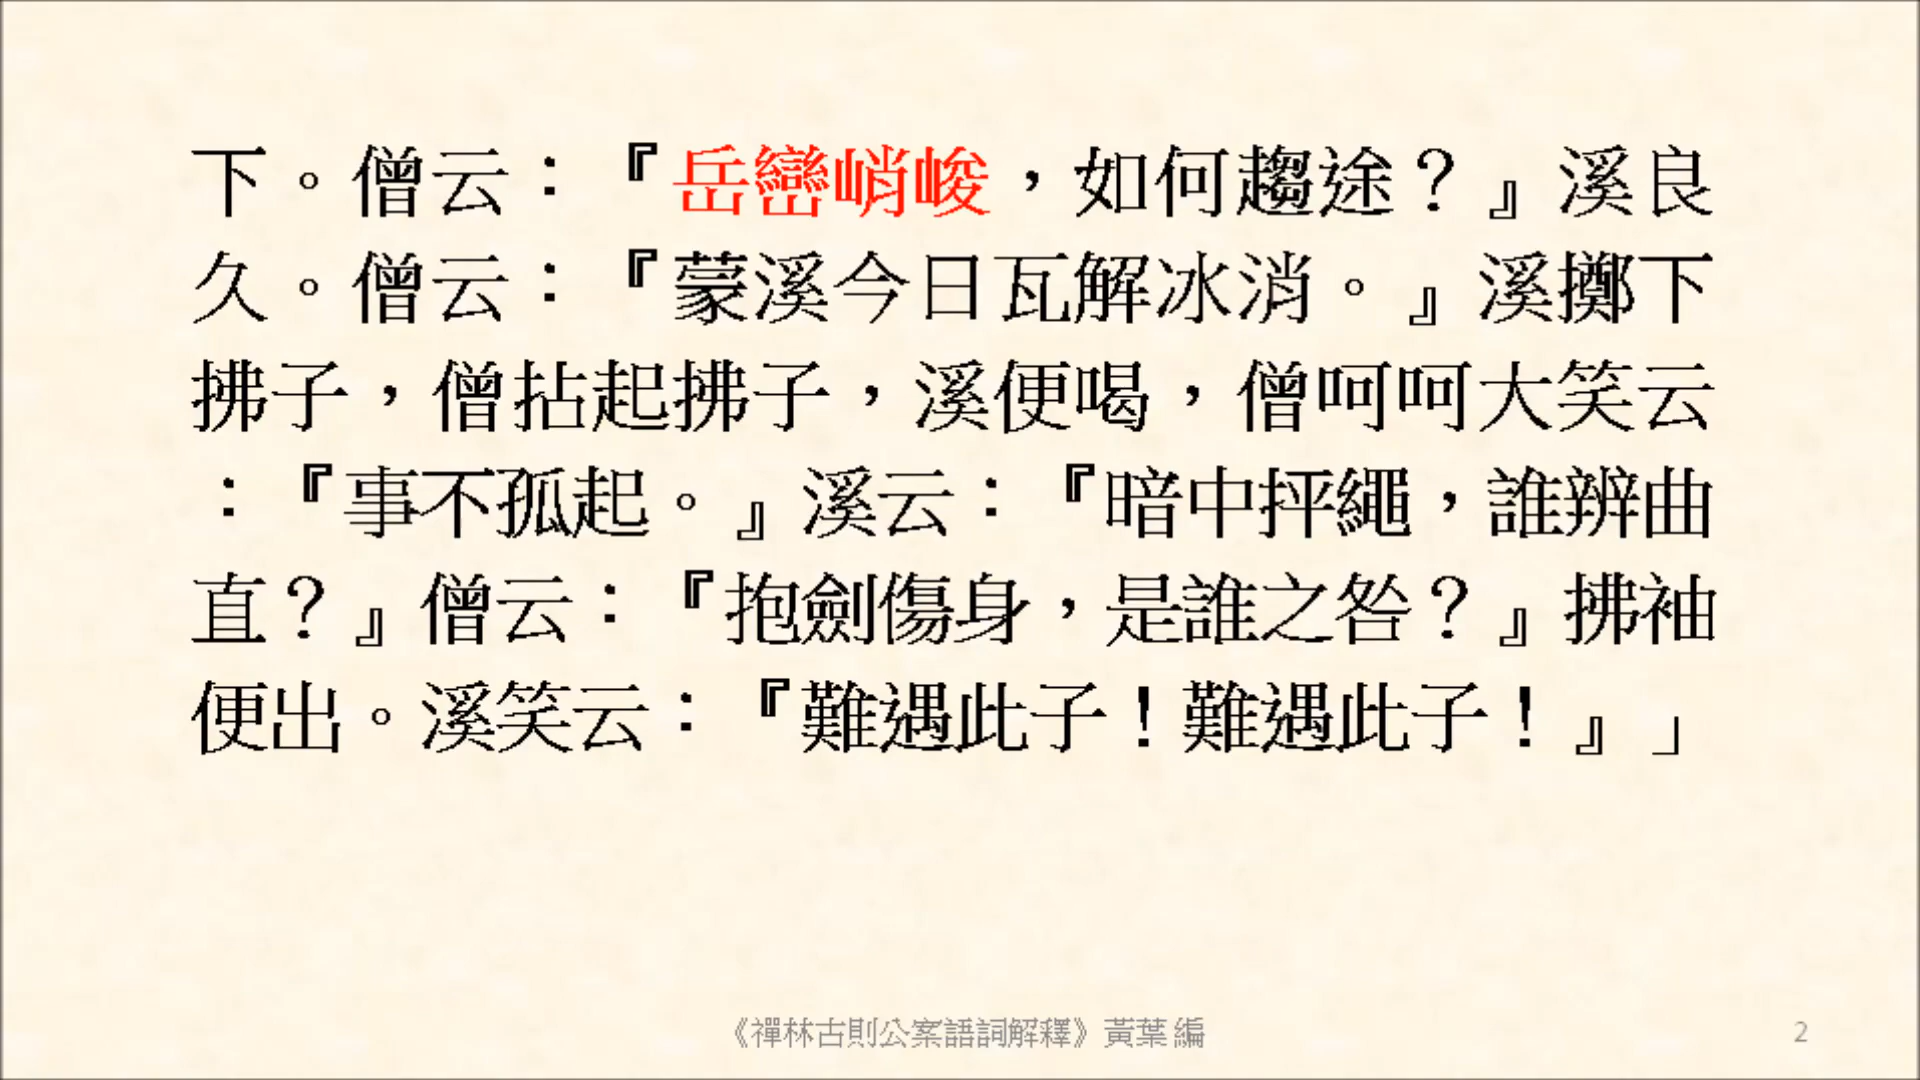 下。僧云：『岳巒峭峻，如何趨途？』溪良
久。僧云：『蒙溪今日瓦解冰消。』溪擲下
拂子，僧拈起拂子，溪便喝，僧呵呵大笑云
：『事不孤起。』溪云：『暗中抨繩，誰辨曲
直？』僧云：『抱劍傷身，是誰之咎？』拂袖
便出。溪笑云：『難遇此子！難遇此子！』」
《禪林古則公案語詞解釋》黃葉 編
2